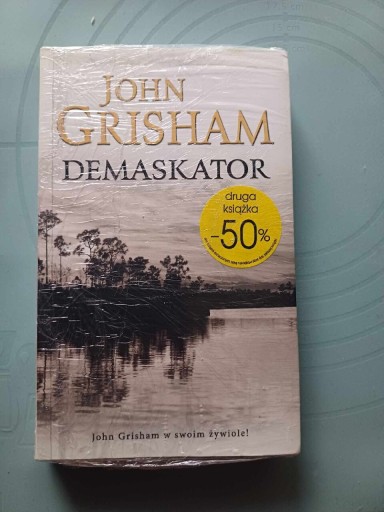 JOHN
GRISHAM
DEMASKATOR
druga
książka
-50%
John Grisham w swoim żywiole!